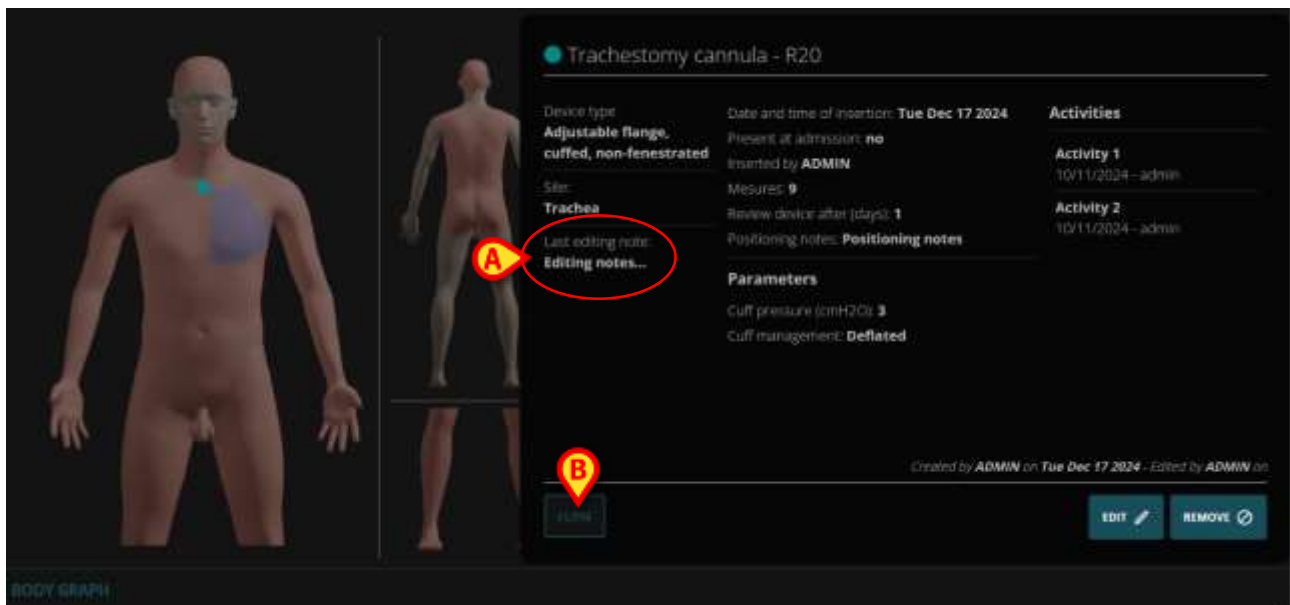 Trachestomy cannula - R20
Device type:
Adjustable flange,
cuffed, non-fenestrated
Site:
Trachea
Last editing note:
Editing notes...
Date and time of insertion: Tue Dec 17 2024
Present at admission: no
Inserted by ADMIN
Mesures: 9
Review device after (days): 1
Positioning notes: Positioning notes
Parameters
Cuff pressure (cmH2O): 3
Cuff management: Deflated
Activities
Activity 1
10/11/2024 - admin
Activity 2
10/11/2024 - admin
A
B
Created by ADMIN on Tue Dec 17 2024 - Edited by ADMIN on
EDIT
REMOVE
BODY GRAPH